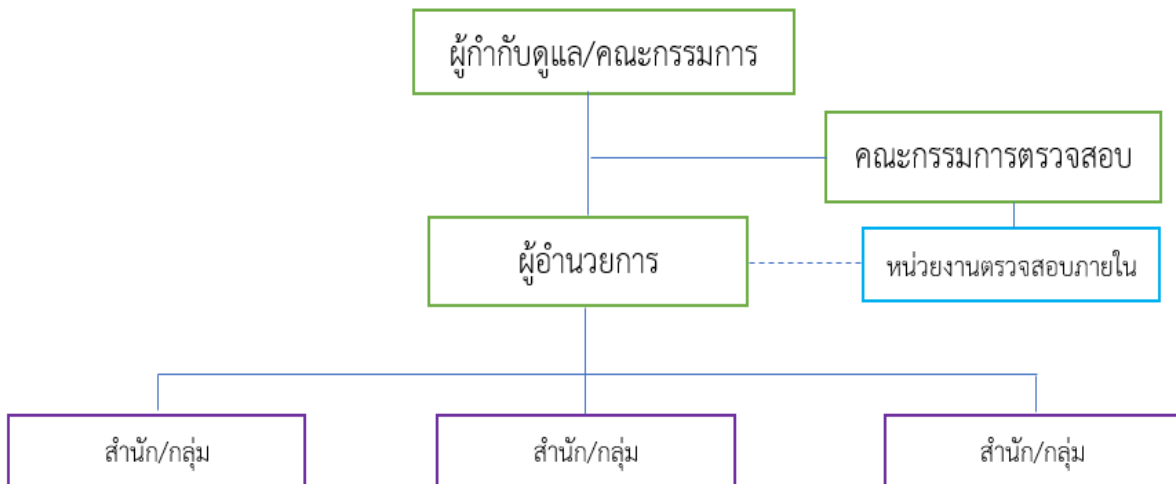 ผู้กำกับดูแล/คณะกรรมการ
คณะกรรมการตรวจสอบ
ผู้อำนวยการ
หน่วยงานตรวจสอบภายใน
สำนัก/กลุ่ม
สำนัก/กลุ่ม
สำนัก/กลุ่ม